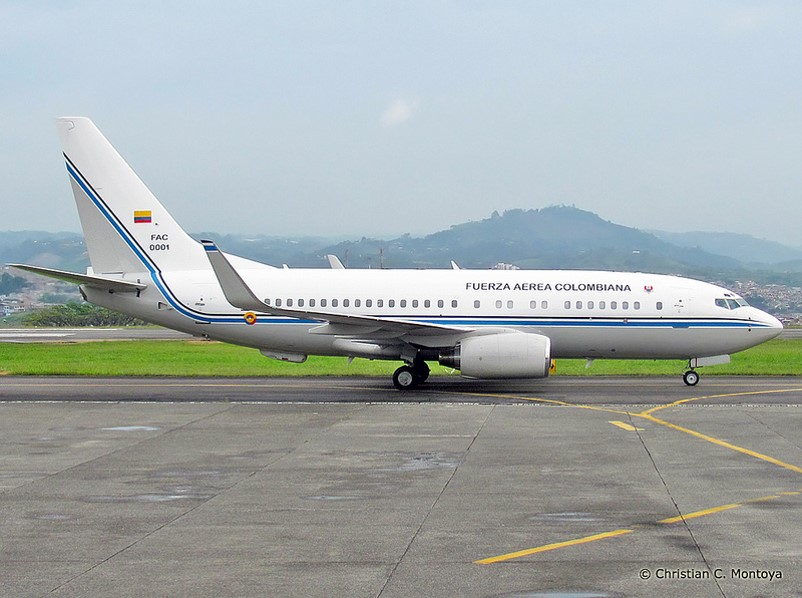 FAC
0001
FUERZA AEREA COLOMBIANA
© Christian C. Montoya